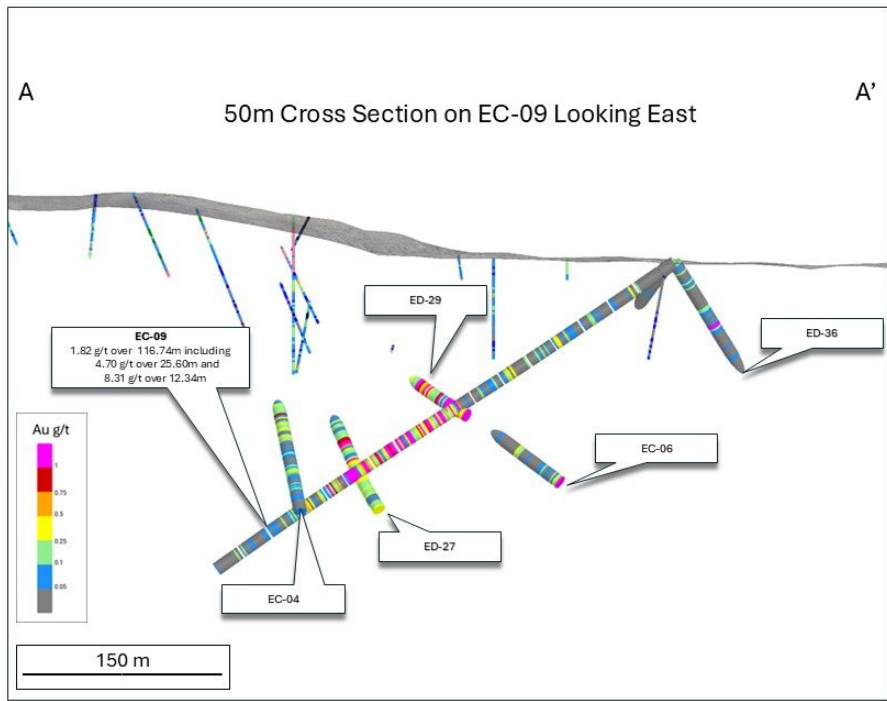 A
A’
50m Cross Section on EC-09 Looking East
ED-29
EC-09
1.82 g/t over 116.74m including
4.70 g/t over 25.60m and
8.31 g/t over 12.34m
ED-36
Au g/t
1
0.75
0.5
0.25
0.1
0.05
EC-06
ED-27
EC-04
150 m